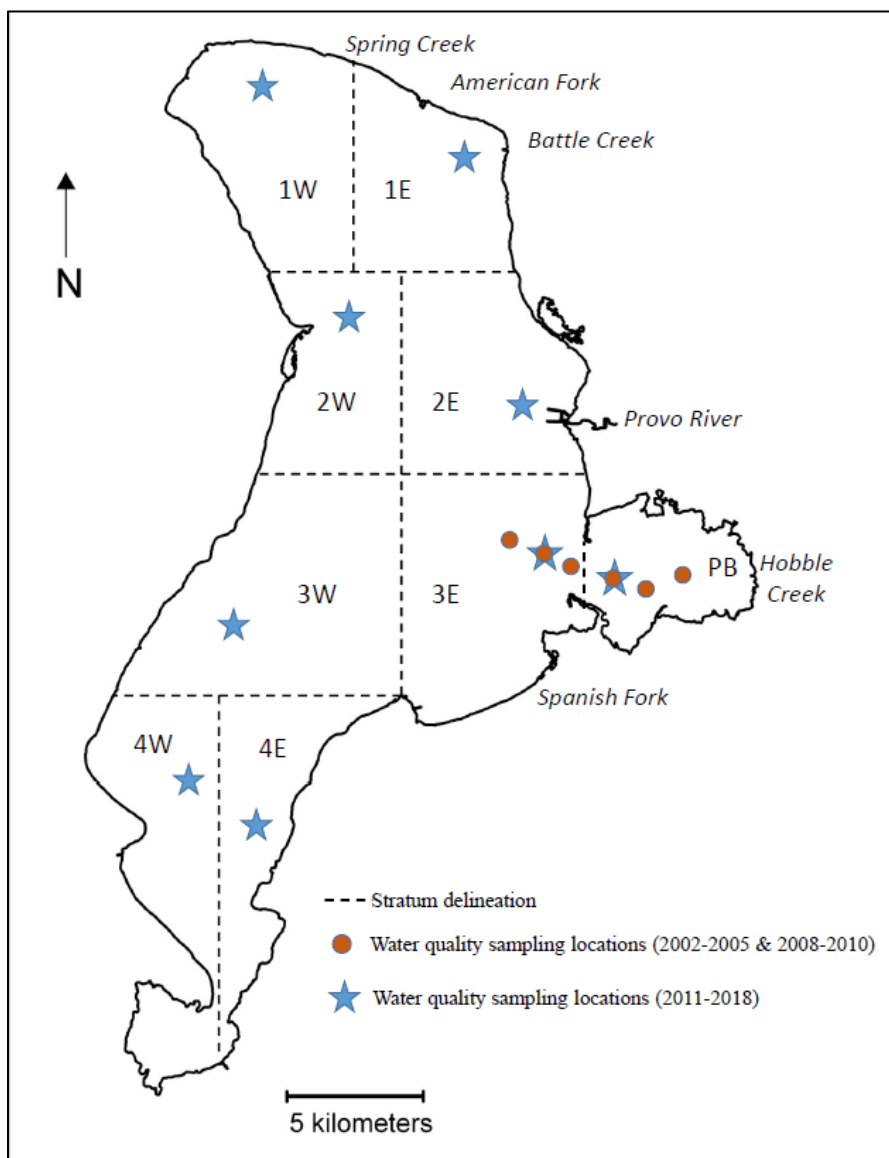 Spring Creek
American Fork
Battle Creek
1W
1E
N
2W
2E
Provo River
PB
Hobble
Creek
3W
3E
Spanish Fork
4W
4E
Stratum delineation
Water quality sampling locations (2002-2005 & 2008-2010)
Water quality sampling locations (2011-2018)
5 kilometers